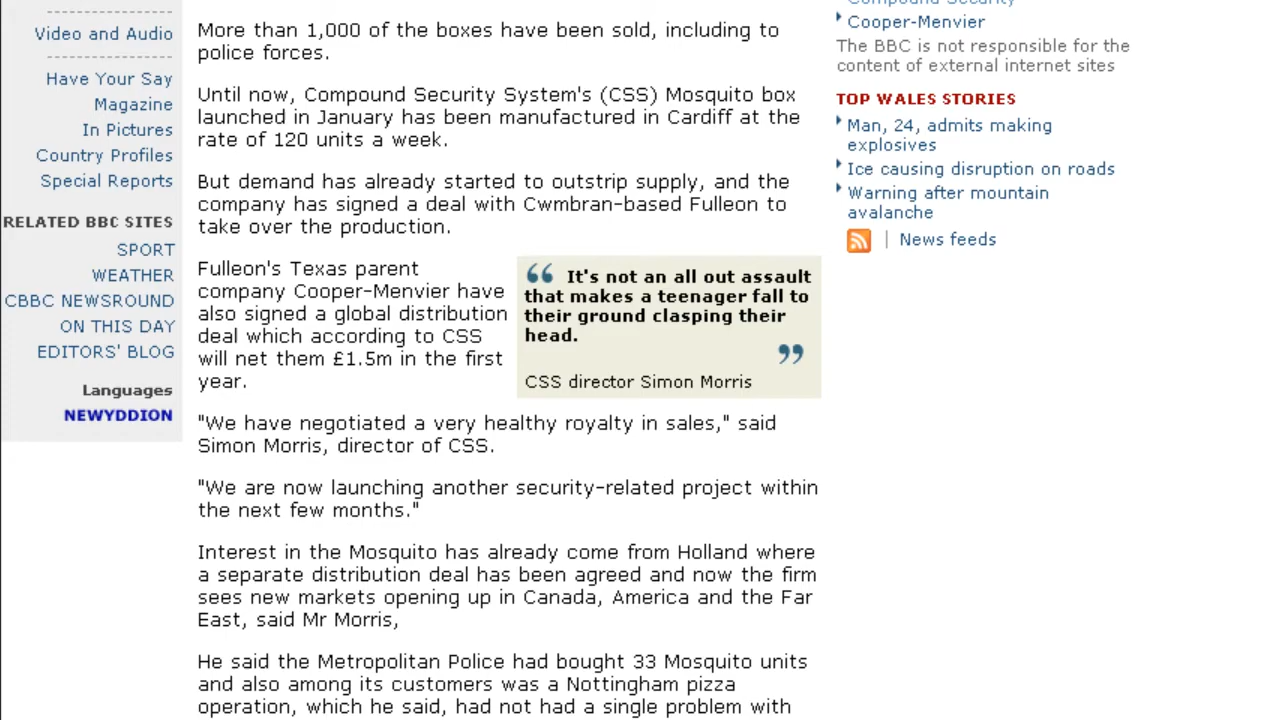 Video and Audio
Have Your Say
Magazine
In Pictures
Country Profiles
Special Reports
RELATED BBC SITES
SPORT
WEATHER
CBBC NEWSROUND
ON THIS DAY
EDITORS' BLOG
Languages
NEWYDDION
More than 1,000 of the boxes have been sold, including to
police forces.
Until now, Compound Security System's (CSS) Mosquito box
launched in January has been manufactured in Cardiff at the
rate of 120 units a week.
But demand has already started to outstrip supply, and the
company has signed a deal with Cwmbran-based Fulleon to
take over the production.
Fulleon's Texas parent
company Cooper-Menvier have
also signed a global distribution
deal which according to CSS
will net them £1.5m in the first
year.
“ It's not an all out assault
that makes a teenager fall to
their ground clasping their
head.
”
CSS director Simon Morris
"We have negotiated a very healthy royalty in sales," said
Simon Morris, director of CSS.
"We are now launching another security-related project within
the next few months."
Interest in the Mosquito has already come from Holland where
a separate distribution deal has been agreed and now the firm
sees new markets opening up in Canada, America and the Far
East, said Mr Morris,
He said the Metropolitan Police had bought 33 Mosquito units
and also among its customers was a Nottingham pizza
operation, which he said, had not had a single problem with
Compound Security
Cooper-Menvier
The BBC is not responsible for the
content of external internet sites
TOP WALES STORIES
Man, 24, admits making
explosives
Ice causing disruption on roads
Warning after mountain
avalanche
| News feeds